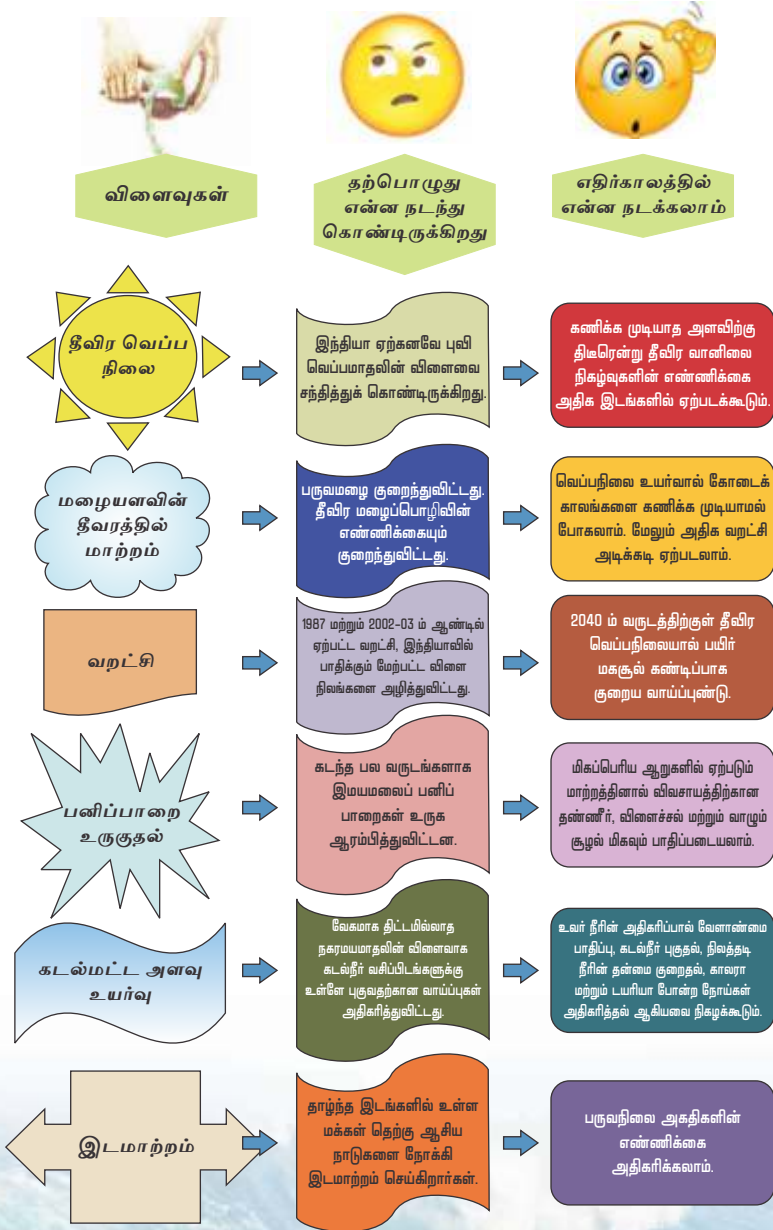 விளைவுகள்
தற்பொழுது
என்ன நடந்து
கொண்டிருக்கிறது
எதிர்காலத்தில்
என்ன நடக்கலாம்
தீவிர வெப்ப
நிலை
இந்தியா ஏற்கனவே புவி
வெப்பமாதலின் விளைவை
சந்தித்துக் கொண்டிருக்கிறது.
கணிக்க முடியாத அளவிற்கு
திடீரென்று தீவிர வானிலை
நிகழ்வுகளின் எண்ணிக்கை
அதிக இடங்களில் ஏற்படக்கூடும்.
மழையளவின்
தீவரத்தில்
மாற்றம்
பருவமழை குறைந்துவிட்டது.
தீவிர மழைப்பொழிவின்
எண்ணிக்கையும்
குறைந்துவிட்டது.
வெப்பநிலை உயர்வால் கோடைக்
காலங்களை கணிக்க முடியாமல்
போகலாம். மேலும் அதிக வறட்சி
அடிக்கடி ஏற்படலாம்.
வறட்சி
1987 மற்றும் 2002-03 ம் ஆண்டில்
ஏற்பட்ட வறட்சி, இந்தியாவில்
பாதிக்கும் மேற்பட்ட விளை
நிலங்களை அழித்துவிட்டது.
2040 ம் வருடத்திற்குள் தீவிர
வெப்பநிலையால் பயிர்
மகசூல் கண்டிப்பாக
குறைய வாய்ப்புண்டு.
பனிப்பாறை
உருகுதல்
கடந்த பல வருடங்களாக
இமயமலைப் பனிப்
பாறைகள் உருக
ஆரம்பித்துவிட்டன.
மிகப்பெரிய ஆறுகளில் ஏற்படும்
மாற்றத்தினால் விவசாயத்திற்கான
தண்ணீர், விளைச்சல் மற்றும் வாழும்
சூழல் மிகவும் பாதிப்படையலாம்.
கடல்மட்ட அளவு
உயர்வு
வேகமாக திட்டமில்லாத
நகரமயமாதலின் விளைவாக
கடல்நீர் வசிப்பிடங்களுக்கு
உள்ளே புகுவதற்கான வாய்ப்புகள்
அதிகரித்துவிட்டது.
உவர் நீரின் அதிகரிப்பால் வேளாண்மை
பாதிப்பு, கடல்நீர் புகுதல், நிலத்தடி
நீரின் தன்மை குறைதல், காலரா
மற்றும் டயரியா போன்ற நோய்கள்
அதிகரித்தல் ஆகியவை நிகழக்கூடும்.
இடமாற்றம்
தாழ்ந்த இடங்களில் உள்ள
மக்கள் தெற்கு ஆசிய
நாடுகளை நோக்கி
இடமாற்றம் செய்கிறார்கள்.
பருவநிலை அகதிகளின்
எண்ணிக்கை
அதிகரிக்கலாம்.